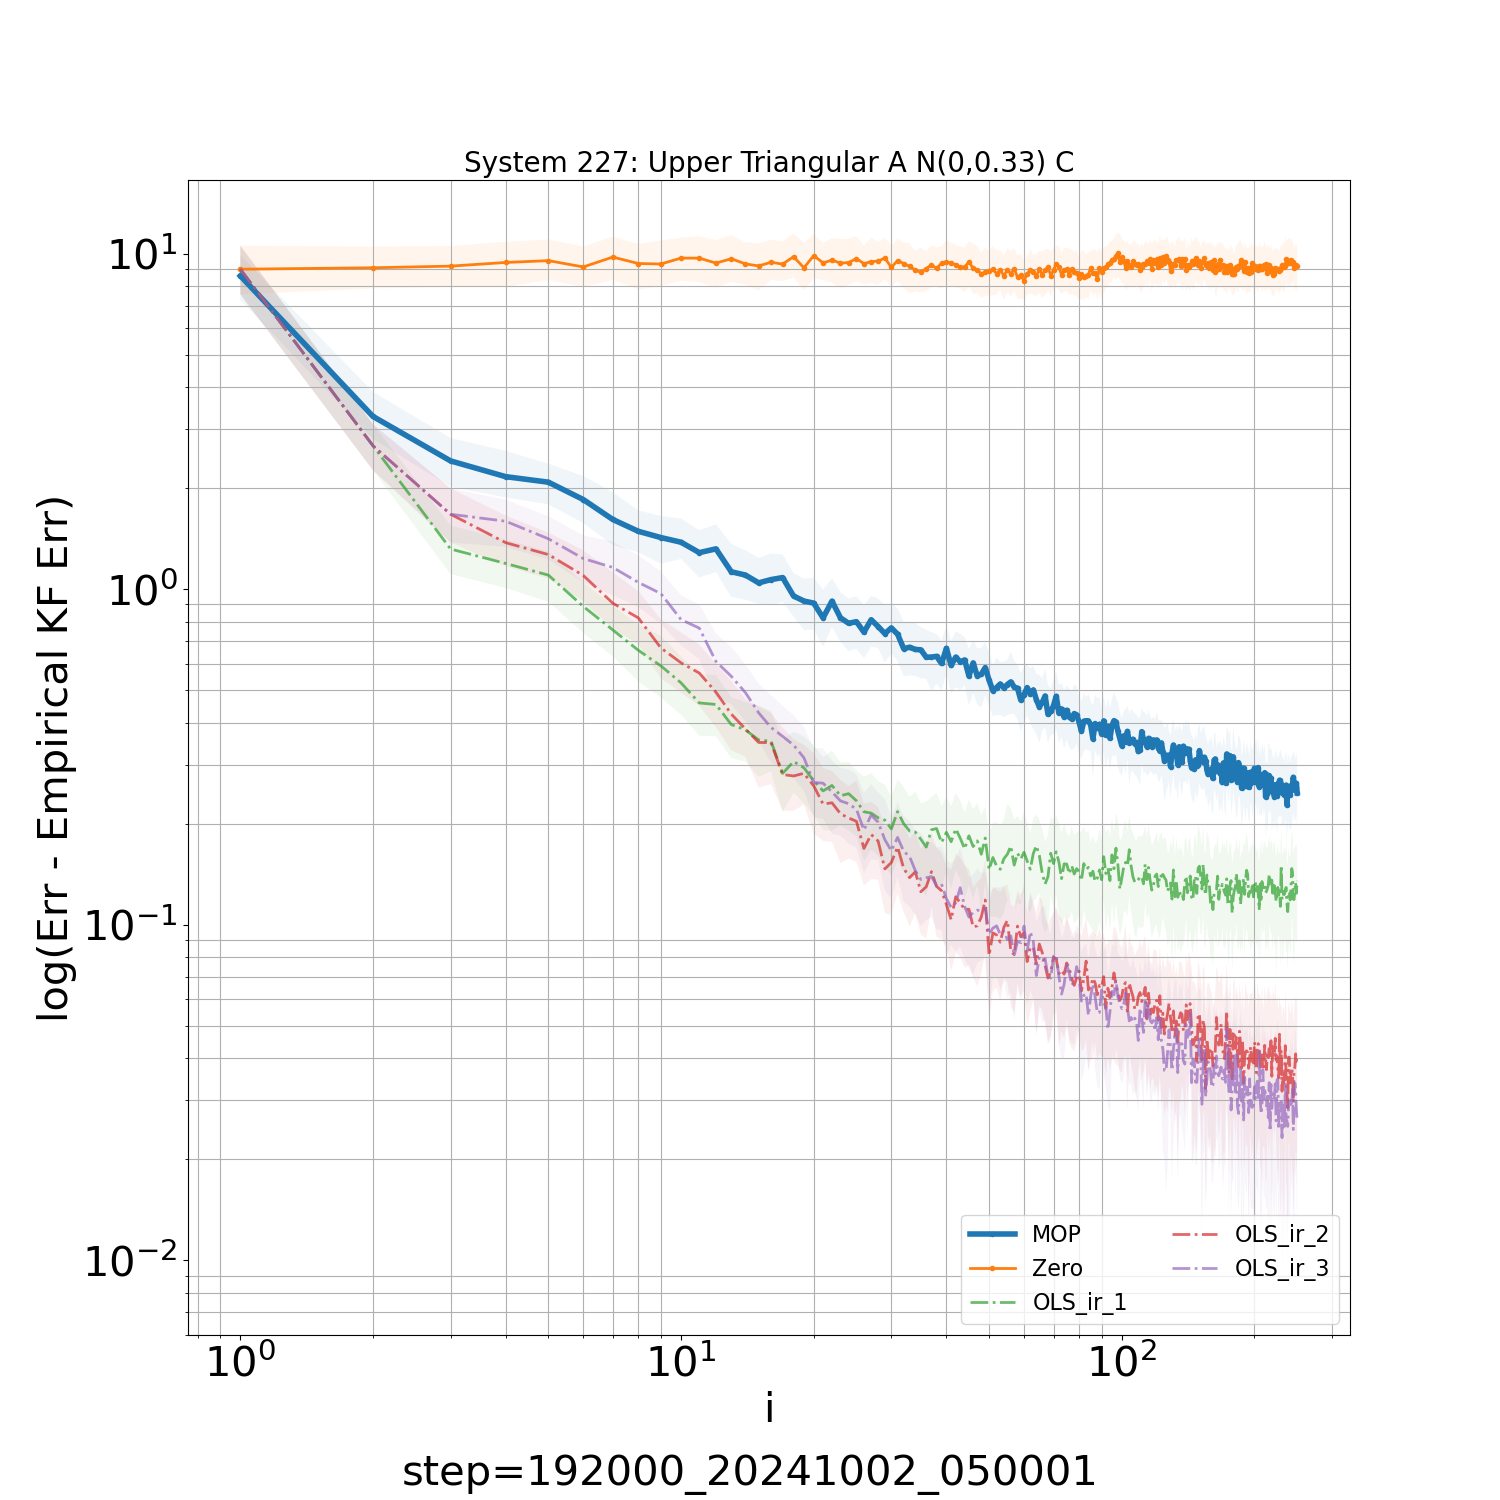 System 227: Upper Triangular A N(0,0.33) C
log(Err - Empirical KF Err)
10¹
10⁰
10⁻¹
10⁻²
MOP
Zero
OLS_ir_1
OLS_ir_2
OLS_ir_3
10⁰ 10¹ 10²
i
step=192000_20241002_050001